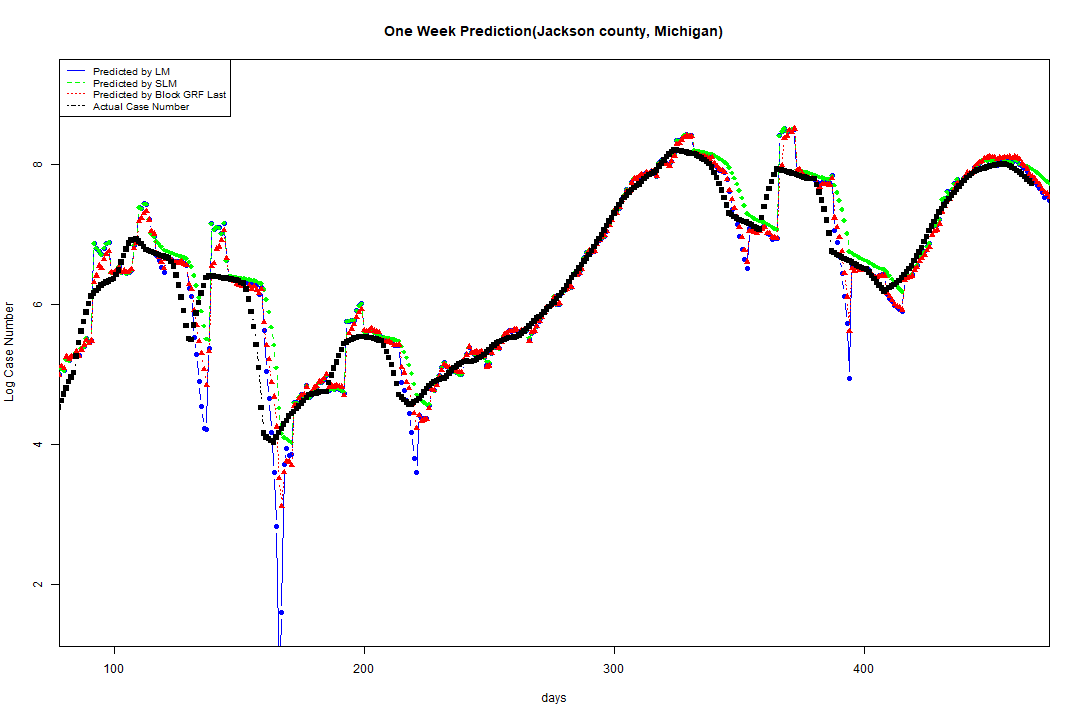 One Week Prediction(Jackson county, Michigan)
Predicted by LM
Predicted by SLM
Predicted by Block GRF Last
Actual Case Number
8
6
4
2
Log Case Number
100 200 300 400
days